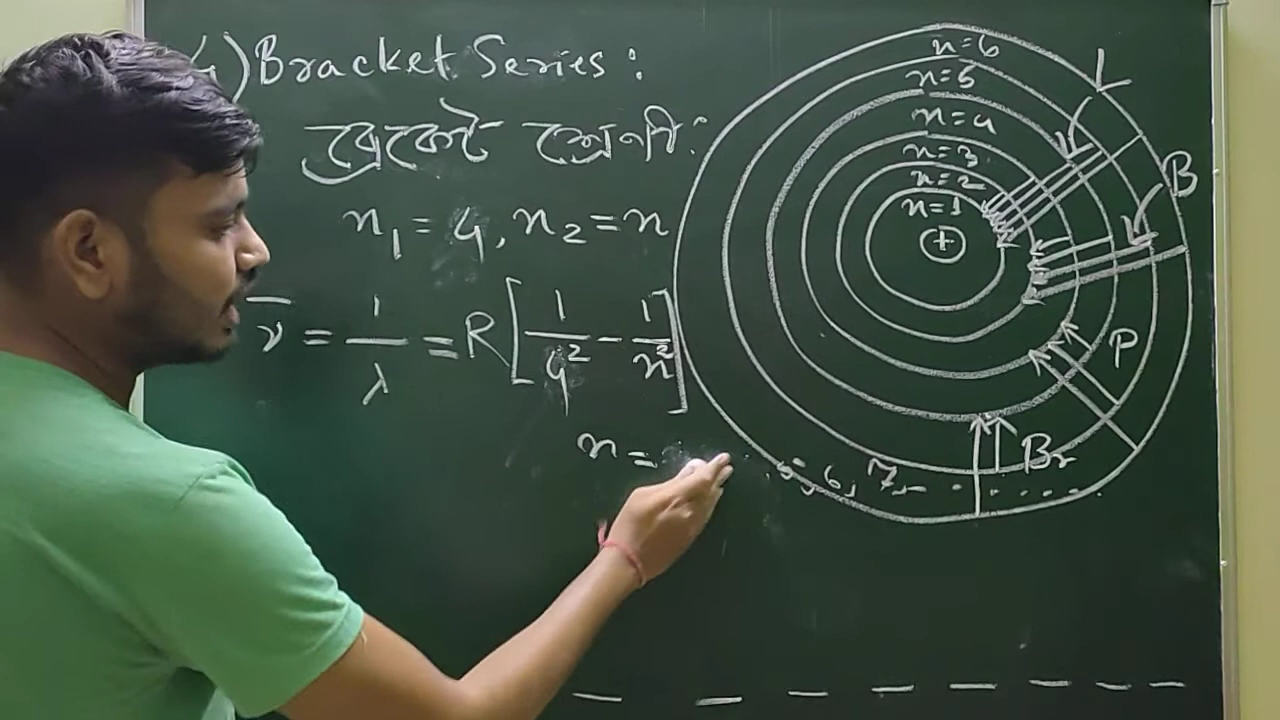 4) Bracket Series :
ব্রেকেট শ্রেণী :
n₁ = 4, n₂ = n
ν̅ = 1/λ = R [1/4² - 1/n²]
n = 5, 6, 7, - - - . . . . . .
n=6
n=5
n=4
n=3
n=2
n=1
+
L
B
P
Br